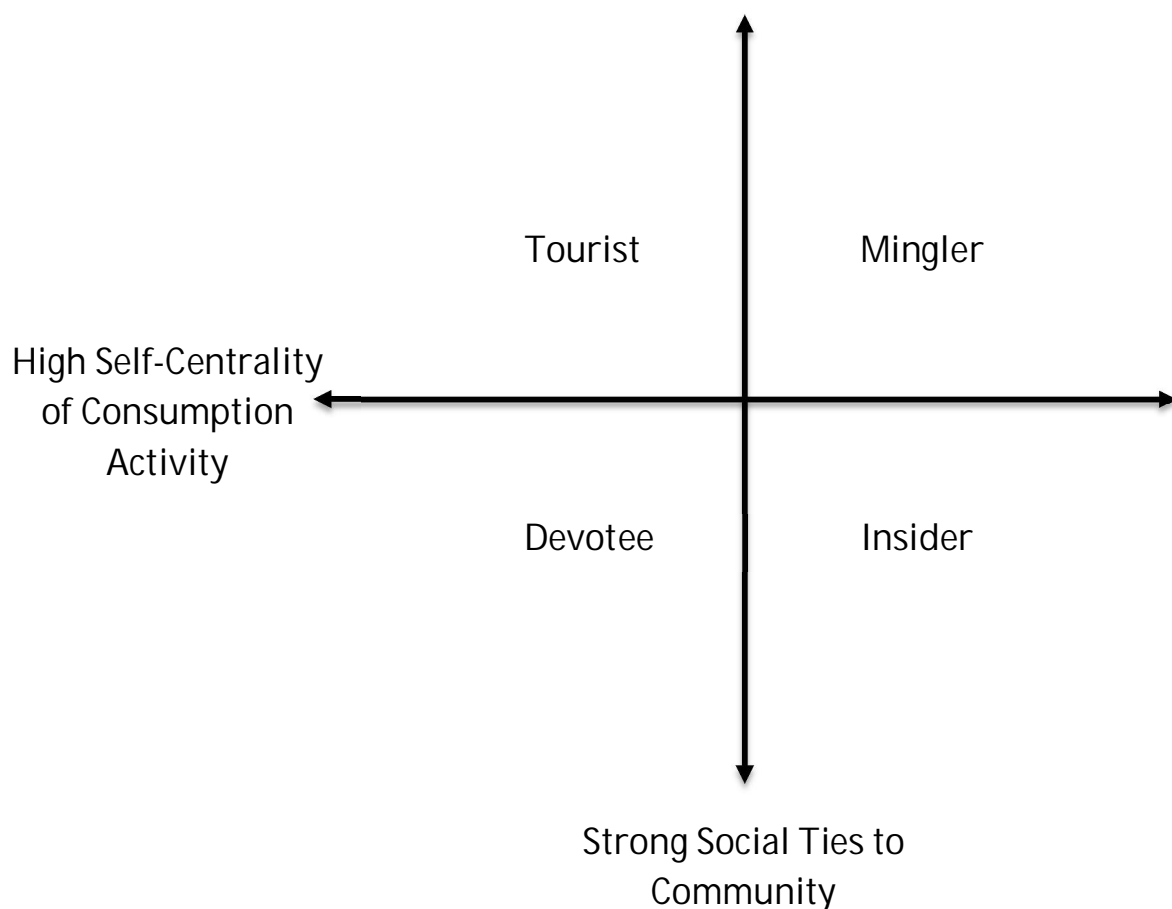 Tourist
Mingler
High Self-Centrality
of Consumption
Activity
Devotee
Insider
Strong Social Ties to
Community